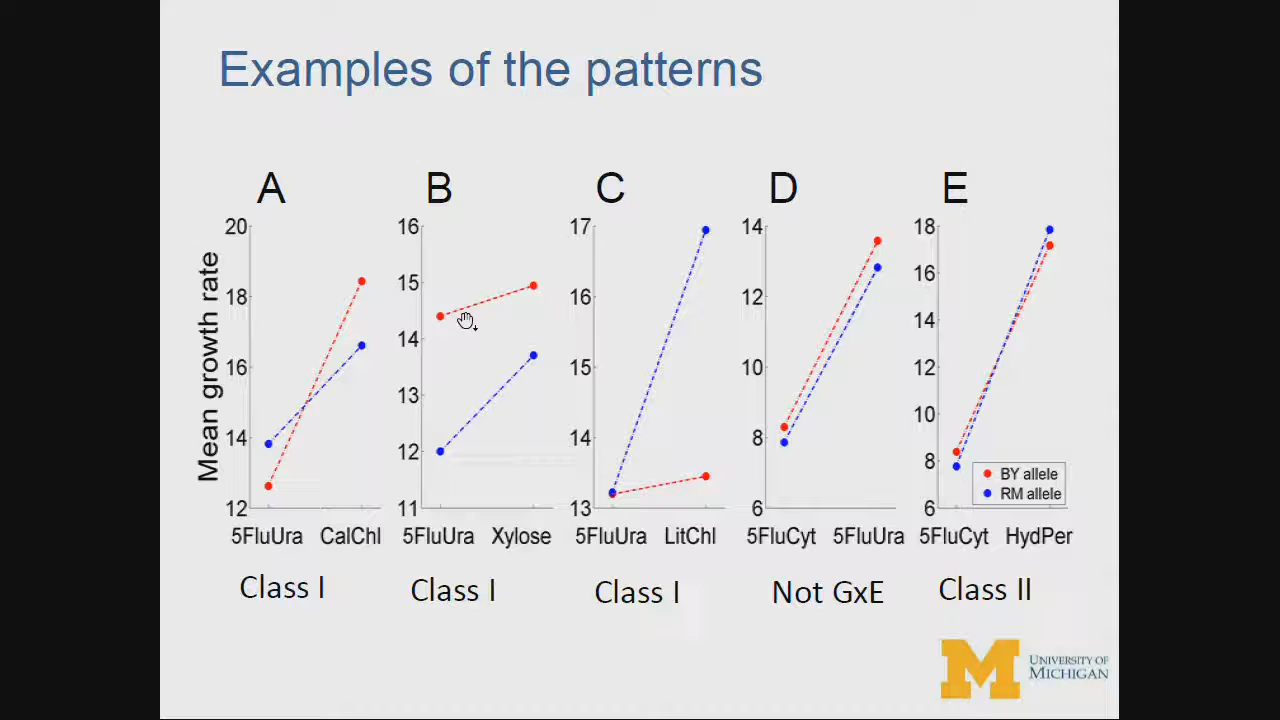 Examples of the patterns
A B C D E
Mean growth rate
20 18 16 14 12
16 15 14 13 12 11
17 16 15 14 13
14 12 10 8 6
18 16 14 12 10 8 6
BY allele
RM allele
5FluUra CalChl 5FluUra Xylose 5FluUra LitChl 5FluCyt 5FluUra 5FluCyt HydPer
Class I Class I Class I Not GxE Class II
M UNIVERSITY OF
MICHIGAN